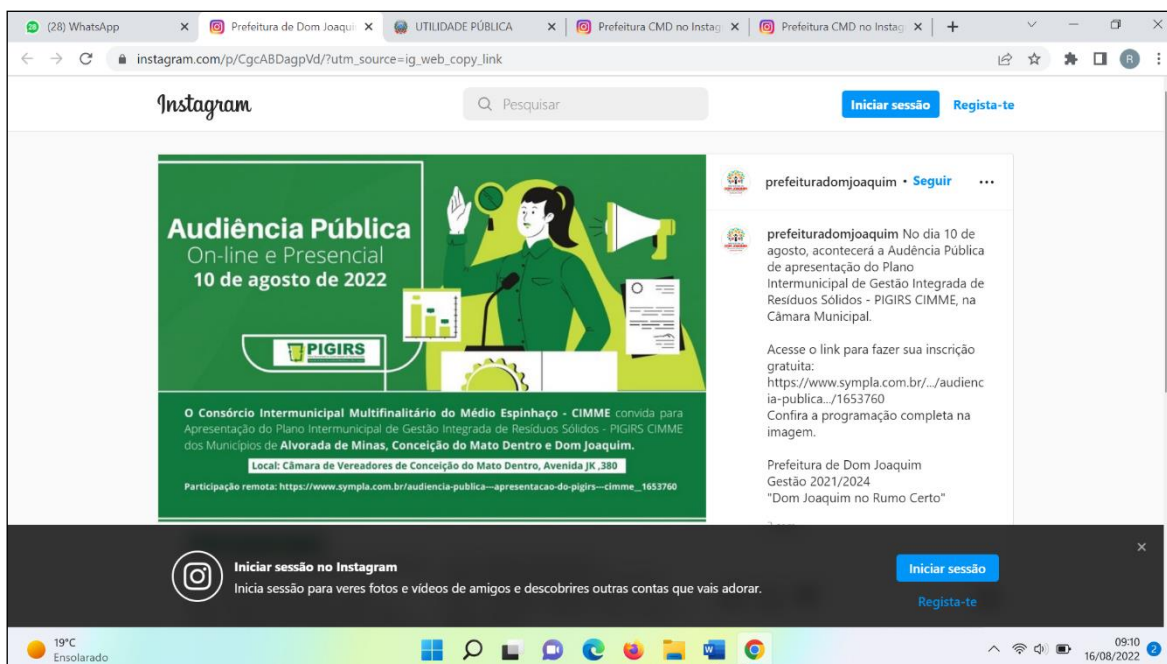 (28) WhatsApp
Prefeitura de Dom Joaqui
UTILIDADE PÚBLICA
Prefeitura CMD no Instag
Prefeitura CMD no Instag
instagram.com/p/CgcABDagpVd/?utm_source=ig_web_copy_link
R
Instagram
Pesquisar
Iniciar sessão
Regista-te
Audiência Pública
On-line e Presencial
10 de agosto de 2022
PIGIRS
O Consórcio Intermunicipal Multifinalitário do Médio Espinhaço - CIMME convida para
Apresentação do Plano Intermunicipal de Gestão Integrada de Resíduos Sólidos - PIGIRS CIMME
dos Municípios de Alvorada de Minas, Conceição do Mato Dentro e Dom Joaquim.
Local: Câmara de Vereadores de Conceição do Mato Dentro, Avenida JK ,380
Participação remota: https://www.sympla.com.br/audiencia-publica---apresentacao-do-pigirs---cimme__1653760
prefeituradomjoaquim • Seguir
prefeituradomjoaquim No dia 10 de
agosto, acontecerá a Audência Pública
de apresentação do Plano
Intermunicipal de Gestão Integrada de
Resíduos Sólidos - PIGIRS CIMME, na
Câmara Municipal.
Acesse o link para fazer sua inscrição
gratuita:
https://www.sympla.com.br/.../audienc
ia-publica.../1653760
Confira a programação completa na
imagem.
Prefeitura de Dom Joaquim
Gestão 2021/2024
"Dom Joaquim no Rumo Certo"
Iniciar sessão no Instagram
Inicia sessão para veres fotos e vídeos de amigos e descobrires outras contas que vais adorar.
Iniciar sessão
Regista-te
19°C
Ensolarado
09:10
16/08/2022
2